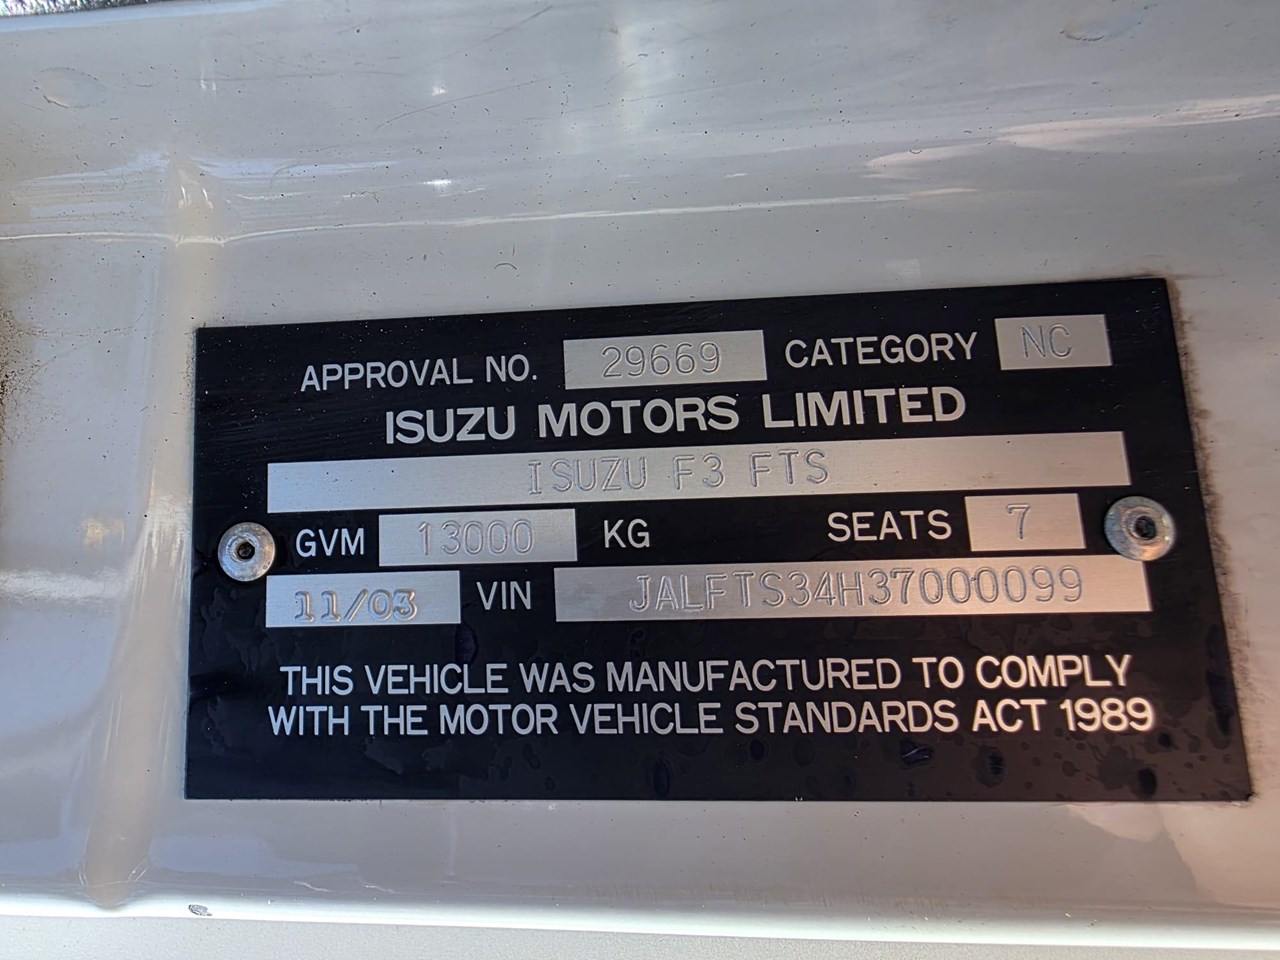 APPROVAL NO. 29669 CATEGORY NC
ISUZU MOTORS LIMITED
ISUZU F3 FTS
GVM 13000 KG SEATS 7
11/03 VIN JALFTS34H37000099
THIS VEHICLE WAS MANUFACTURED TO COMPLY
WITH THE MOTOR VEHICLE STANDARDS ACT 1989